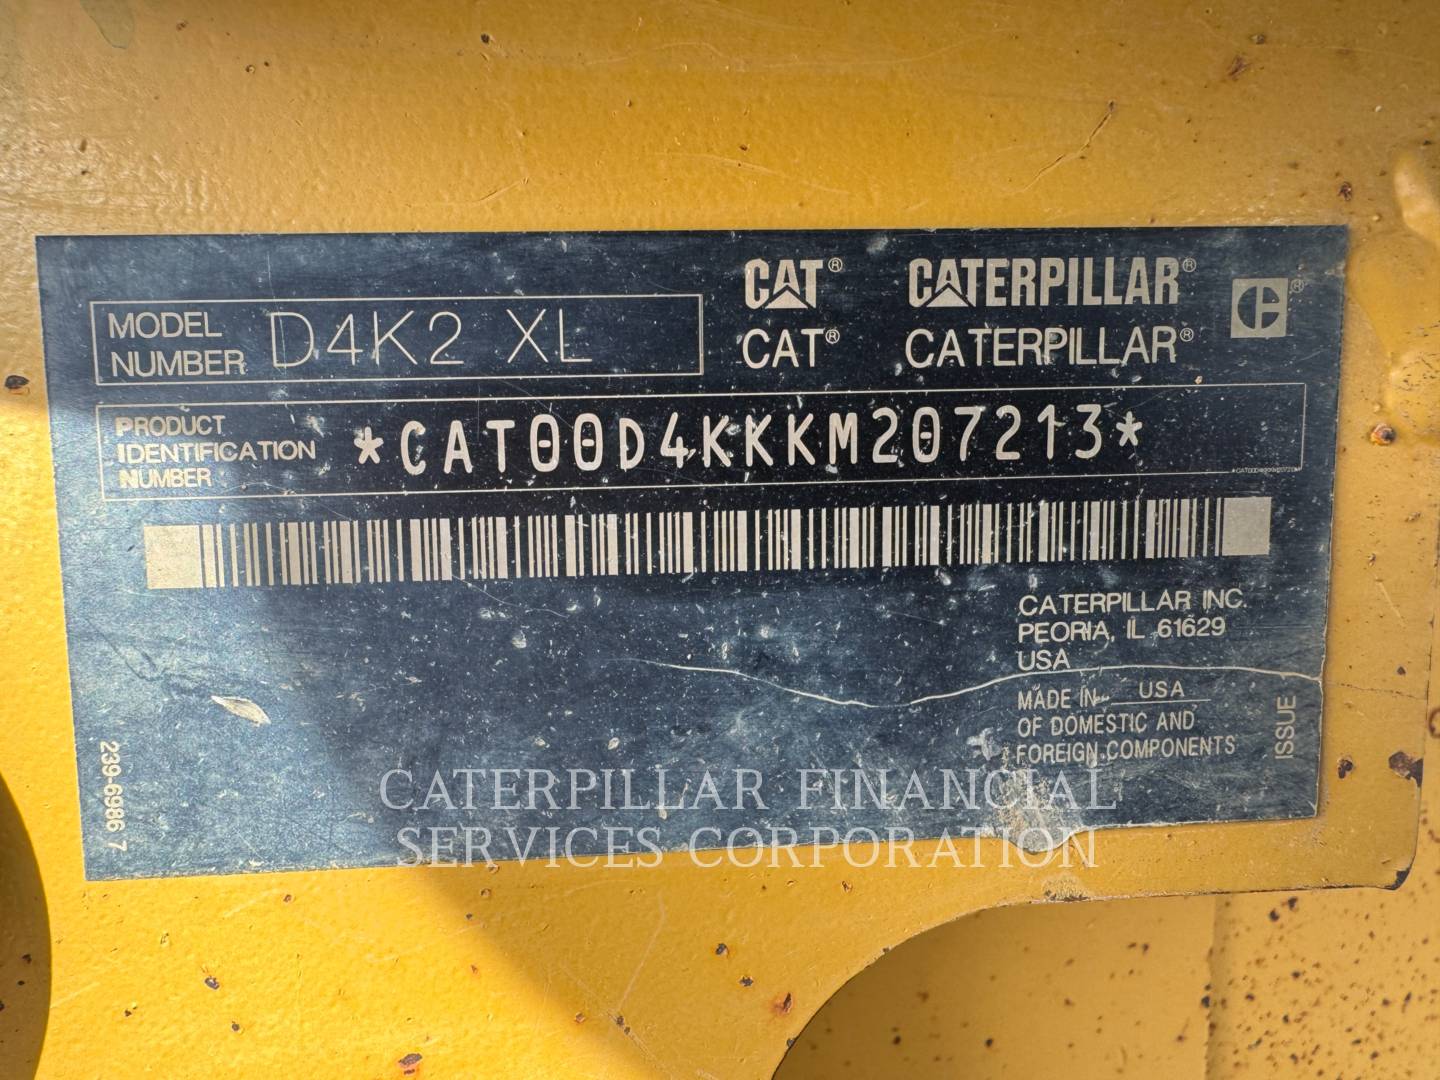 CAT® CATERPILLAR®
MODEL NUMBER D4K2 XL
CAT® CATERPILLAR®
PRODUCT IDENTIFICATION NUMBER *CAT00D4KKKM207213*
CATERPILLAR INC.
PEORIA, IL 61629
USA
MADE IN USA
OF DOMESTIC AND
FOREIGN COMPONENTS
ISSUE
239-6986 7
CATERPILLAR FINANCIAL
SERVICES CORPORATION